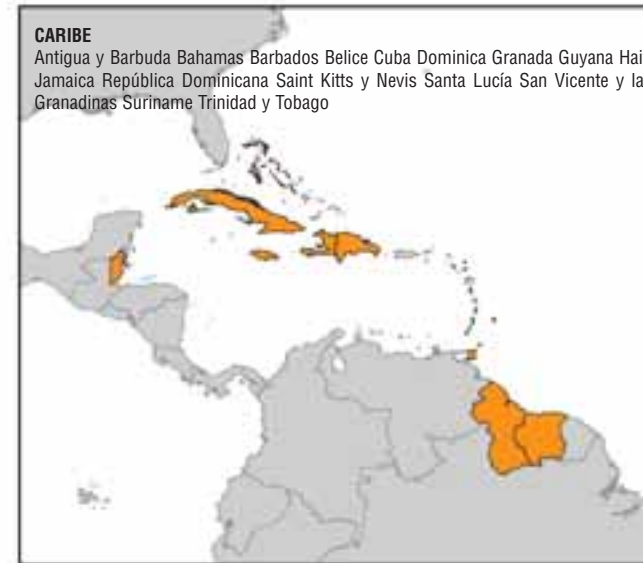 CARIBE
Antigua y Barbuda Bahamas Barbados Belice Cuba Dominica Granada Guyana Hai
Jamaica República Dominicana Saint Kitts y Nevis Santa Lucía San Vicente y la
Granadinas Suriname Trinidad y Tobago